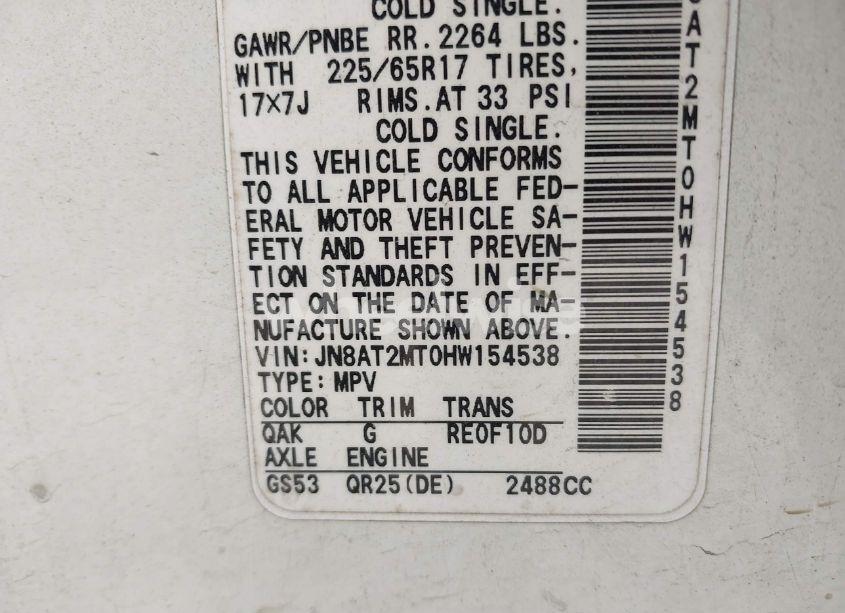 COLD SINGLE.
GAWR/PNBE RR. 2264 LBS.
WITH 225/65R17 TIRES,
17×7J RIMS. AT 33 PSI
COLD SINGLE.
THIS VEHICLE CONFORMS
TO ALL APPLICABLE FED-
ERAL MOTOR VEHICLE SA-
FETY AND THEFT PREVEN-
TION STANDARDS IN EFF-
ECT ON THE DATE OF MA-
NUFACTURE SHOWN ABOVE.
VIN: JN8AT2MT0HW154538
TYPE: MPV
COLOR TRIM TRANS
QAK G RE0F10D
AXLE ENGINE
GS53 QR25(DE) 2488CC
AT2MT0HW154538